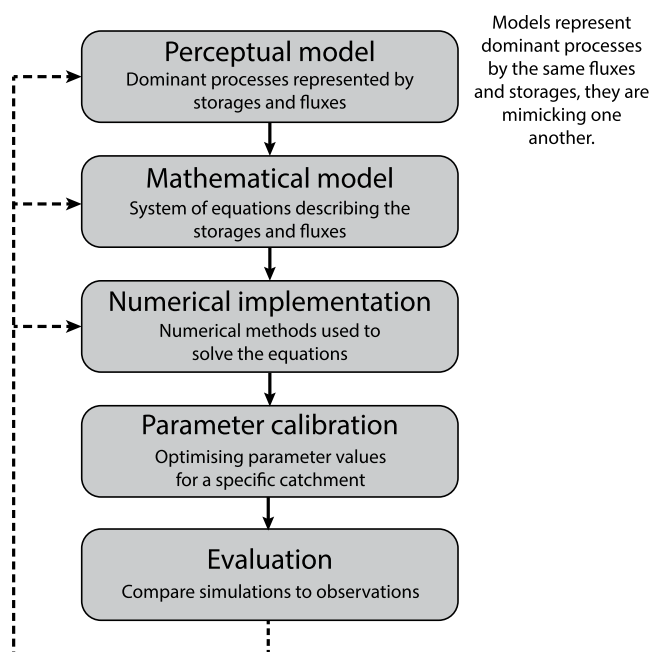 Perceptual model
Dominant processes represented by
storages and fluxes
Models represent
dominant processes
by the same fluxes
and storages, they are
mimicking one
another.
Mathematical model
System of equations describing the
storages and fluxes
Numerical implementation
Numerical methods used to
solve the equations
Parameter calibration
Optimising parameter values
for a specific catchment
Evaluation
Compare simulations to observations